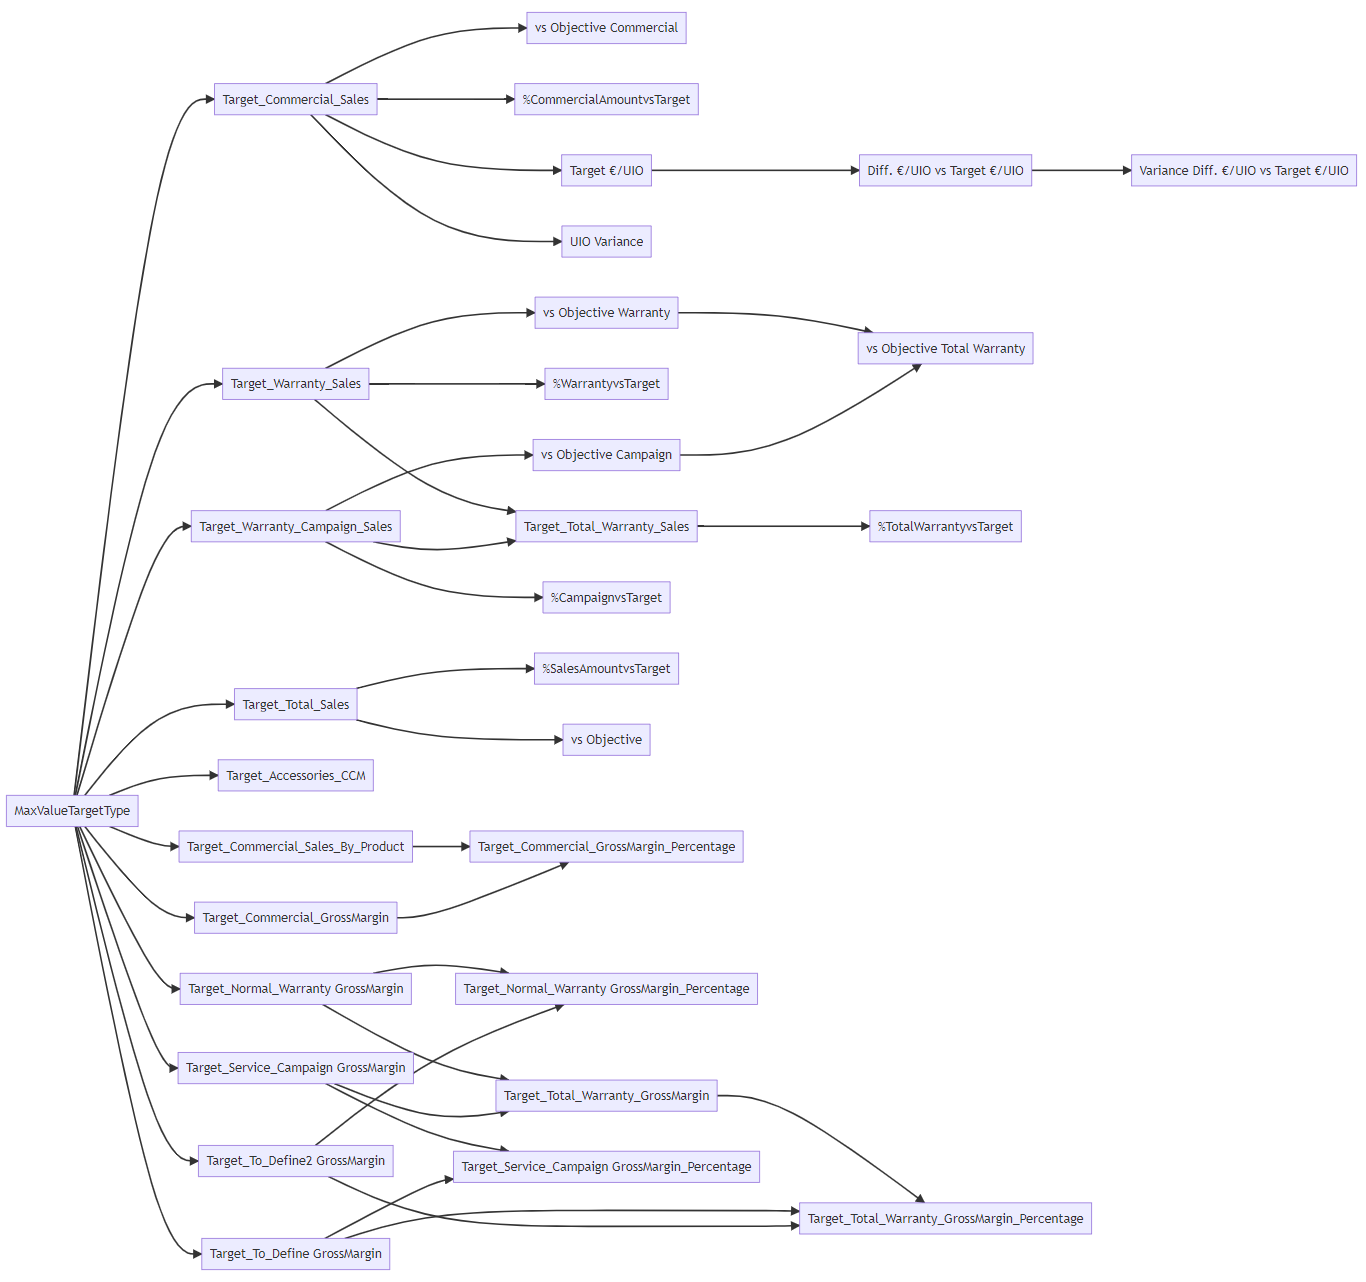 vs Objective Commercial
Target_Commercial_Sales
%CommercialAmountvsTarget
Target €/UIO
Diff. €/UIO vs Target €/UIO
Variance Diff. €/UIO vs Target €/UIO
UIO Variance
vs Objective Warranty
vs Objective Total Warranty
Target_Warranty_Sales
%WarrantyvsTarget
vs Objective Campaign
Target_Warranty_Campaign_Sales
Target_Total_Warranty_Sales
%TotalWarrantyvsTarget
%CampaignvsTarget
%SalesAmountvsTarget
Target_Total_Sales
vs Objective
Target_Accessories_CCM
MaxValueTargetType
Target_Commercial_Sales_By_Product
Target_Commercial_GrossMargin_Percentage
Target_Commercial_GrossMargin
Target_Normal_Warranty GrossMargin
Target_Normal_Warranty GrossMargin_Percentage
Target_Service_Campaign GrossMargin
Target_Total_Warranty_GrossMargin
Target_To_Define2 GrossMargin
Target_Service_Campaign GrossMargin_Percentage
Target_Total_Warranty_GrossMargin_Percentage
Target_To_Define GrossMargin